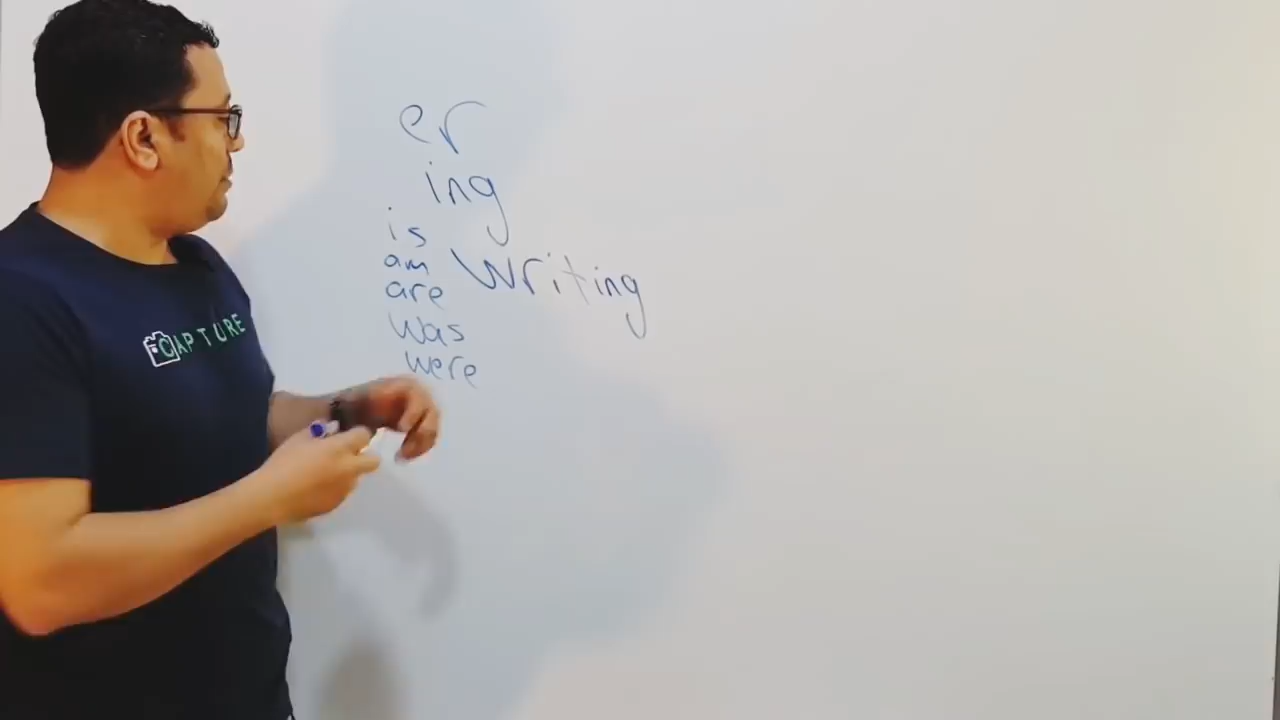 er
ing
is
am writing
are
was
were
CAPTURE